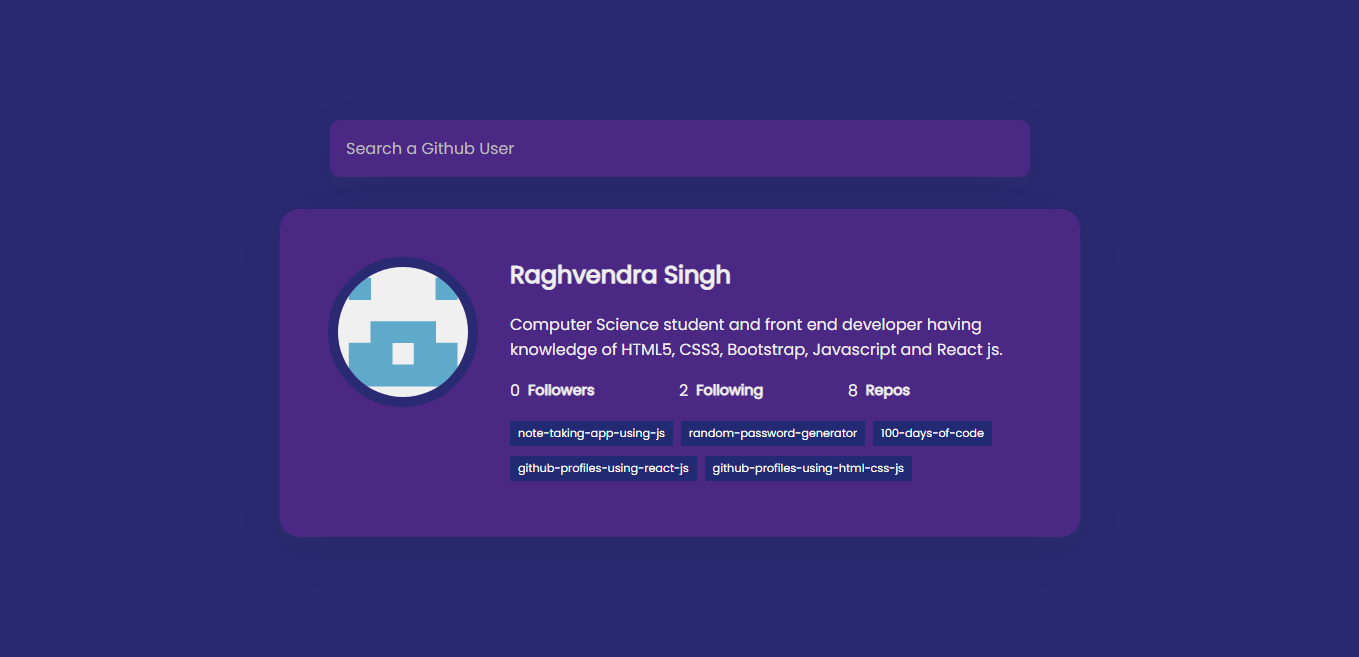 Search a Github User
Raghvendra Singh
Computer Science student and front end developer having
knowledge of HTML5, CSS3, Bootstrap, Javascript and React js.
0 Followers 2 Following 8 Repos
note-taking-app-using-js random-password-generator 100-days-of-code
github-profiles-using-react-js github-profiles-using-html-css-js